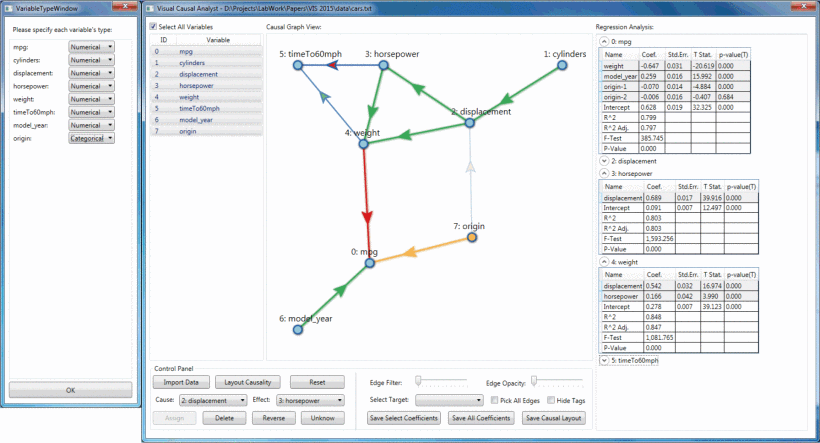 VariableTypeWindow
Please specify each variable's type:
mpg: Numerical
cylinders: Numerical
displacement: Numerical
horsepower: Numerical
weight: Numerical
timeTo60mph: Numerical
model_year: Numerical
origin: Categorical
OK
Visual Causal Analyst - D:\Projects\LabWork\Papers\VIS 2015\data\cars.txt
Select All Variables
ID Variable
0 mpg
1 cylinders
2 displacement
3 horsepower
4 weight
5 timeTo60mph
6 model_year
7 origin
Causal Graph View:
5: timeTo60mph
3: horsepower
1: cylinders
2: displacement
4: weight
7: origin
0: mpg
6: model_year
Regression Analysis:
0: mpg
Name Coef. Std.Err. T Stat. p-value(T)
weight -0.647 0.031 -20.619 0.000
model_year 0.259 0.016 15.992 0.000
origin-1 -0.070 0.014 -4.884 0.000
origin-2 -0.006 0.016 -0.407 0.684
Intercept 0.628 0.019 32.325 0.000
R^2 0.799
R^2 Adj. 0.797
F-Test 385.745
P-Value 0.000
2: displacement
3: horsepower
Name Coef. Std.Err. T Stat. p-value(T)
displacement 0.689 0.017 39.916 0.000
Intercept 0.091 0.007 12.497 0.000
R^2 0.803
R^2 Adj. 0.803
F-Test 1,593.256
P-Value 0.000
4: weight
Name Coef. Std.Err. T Stat. p-value(T)
displacement 0.542 0.032 16.974 0.000
horsepower 0.166 0.042 3.990 0.000
Intercept 0.278 0.007 39.123 0.000
R^2 0.848
R^2 Adj. 0.847
F-Test 1,081.765
P-Value 0.000
5: timeTo60mph
Control Panel
Import Data Layout Causality Reset
Cause: 2: displacement Effect: 3: horsepower
Assign Delete Reverse Unknow
Edge Filter: Edge Opacity:
Select Target: Pick All Edges Hide Tags
Save Select Coefficients Save All Coefficients Save Causal Layout